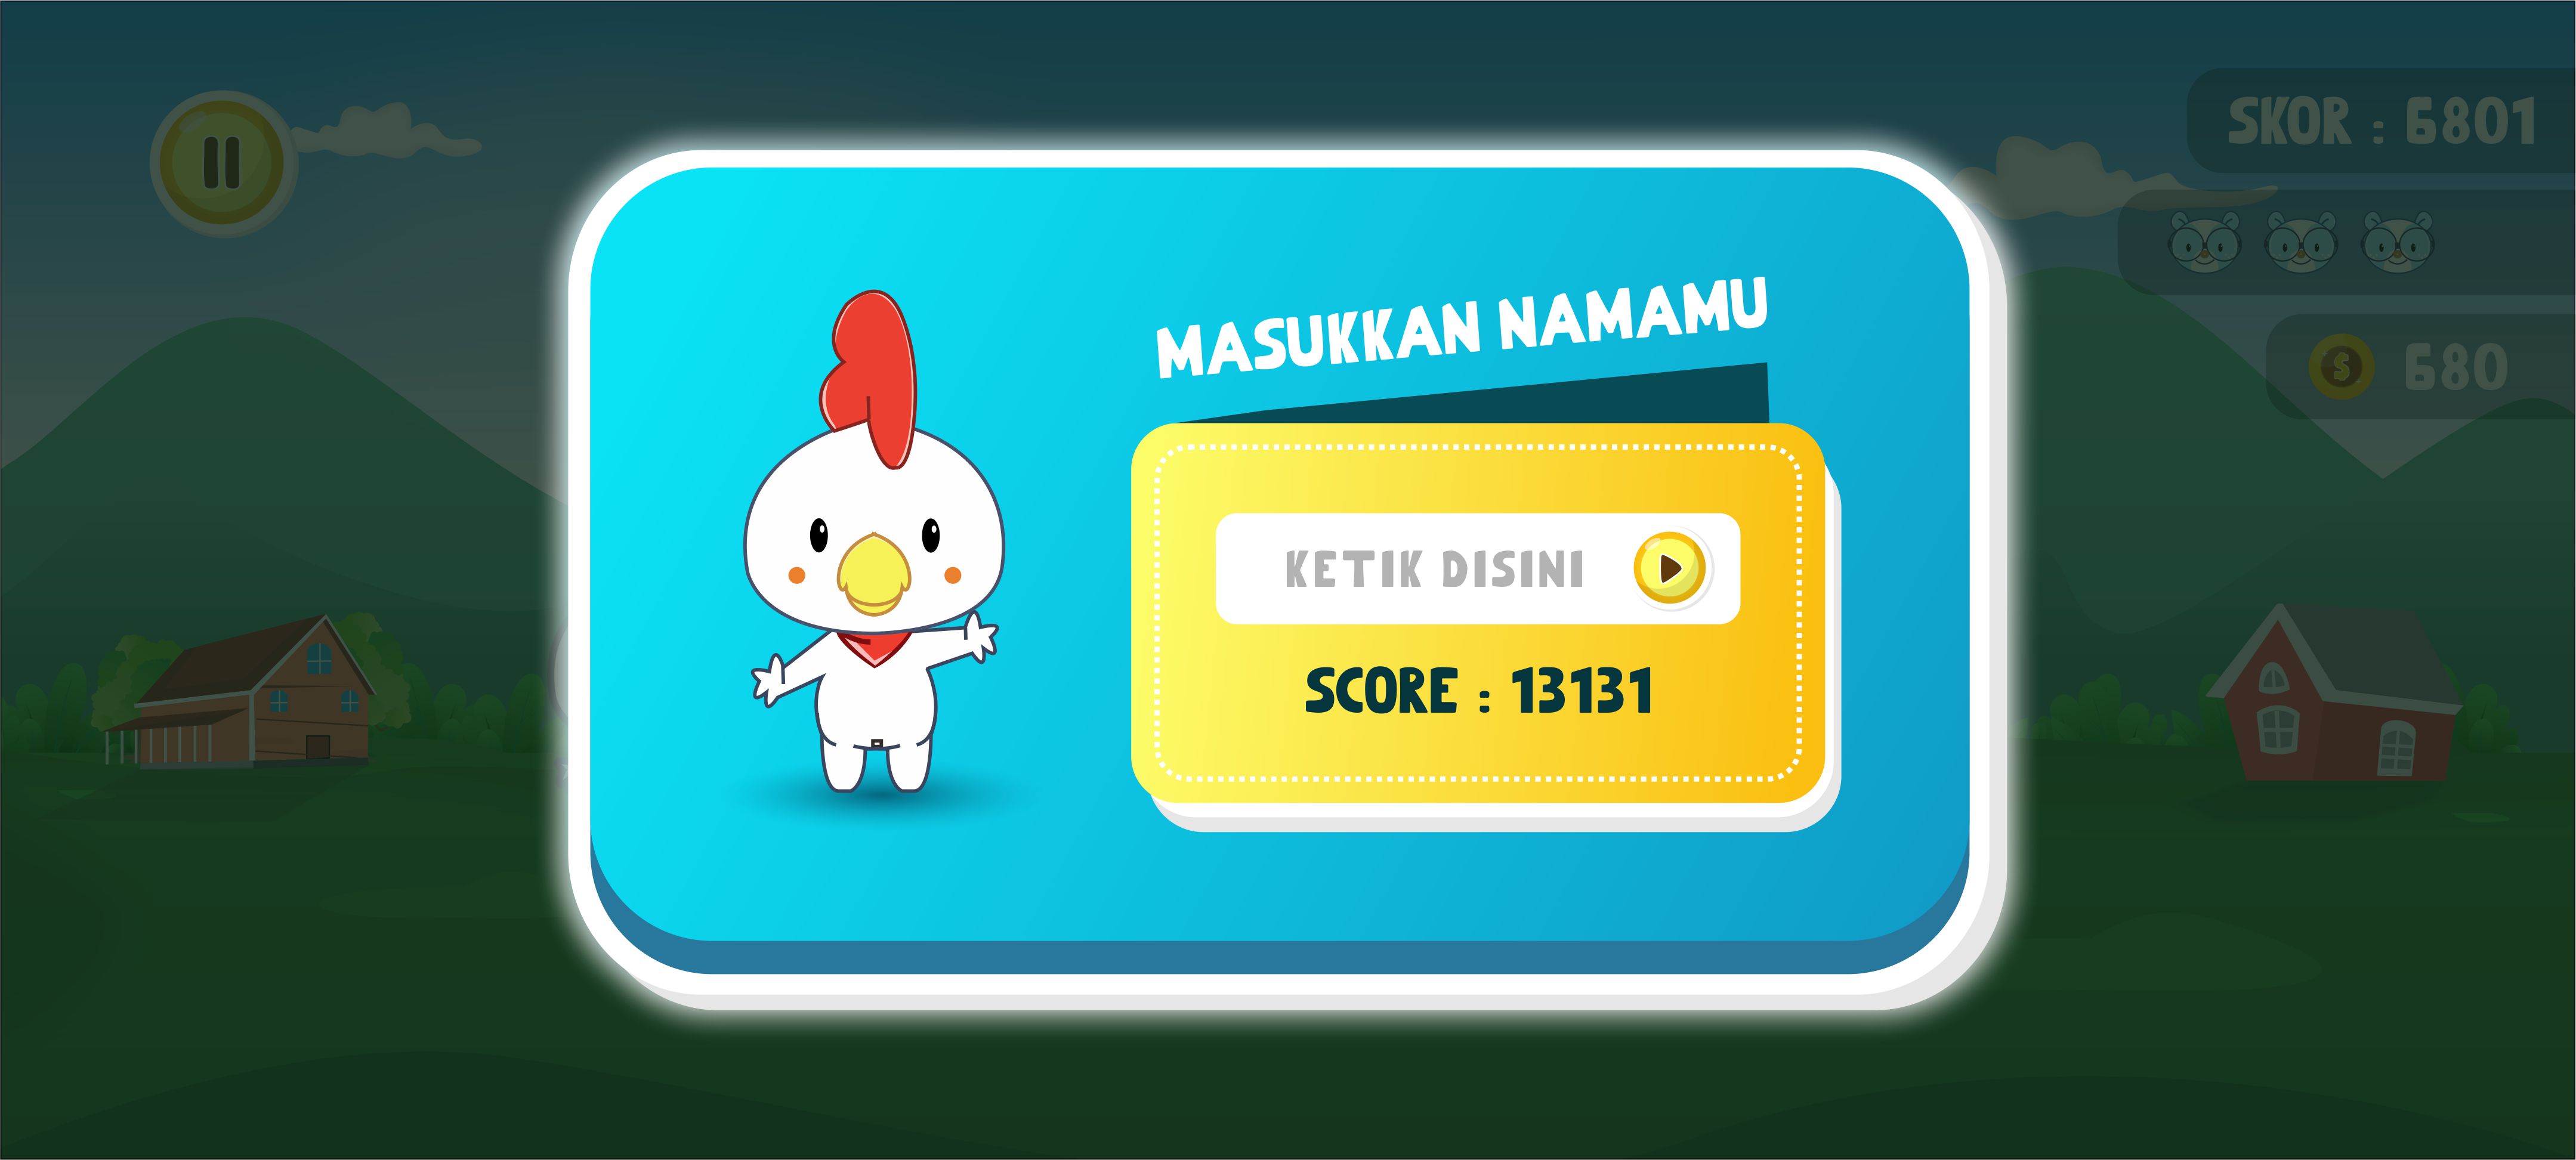 SKOR : 6801
680
MASUKKAN NAMAMU
KETIK DISINI
SCORE : 13131